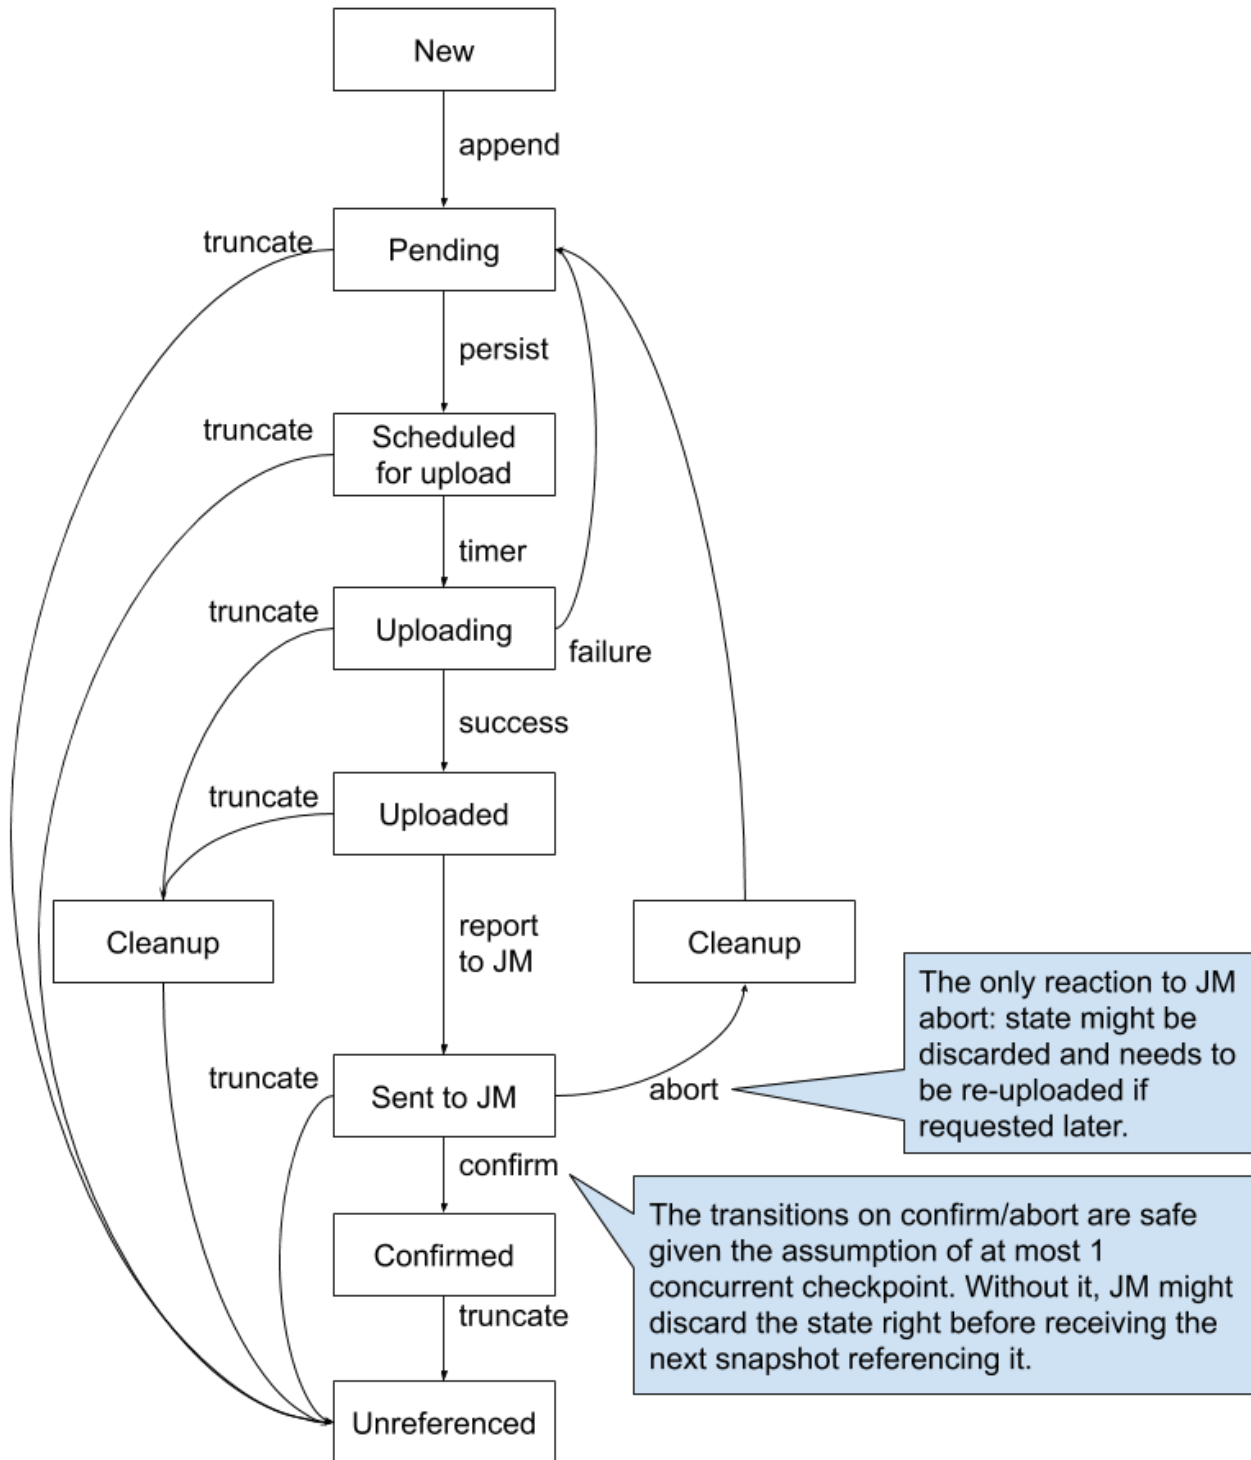 New
append
truncate
Pending
persist
truncate
Scheduled
for upload
timer
truncate
Uploading
failure
success
truncate
Uploaded
Cleanup
report
to JM
Cleanup
The only reaction to JM
abort: state might be
discarded and needs to
be re-uploaded if
requested later.
truncate
Sent to JM
abort
confirm
The transitions on confirm/abort are safe
given the assumption of at most 1
concurrent checkpoint. Without it, JM might
discard the state right before receiving the
next snapshot referencing it.
Confirmed
truncate
Unreferenced